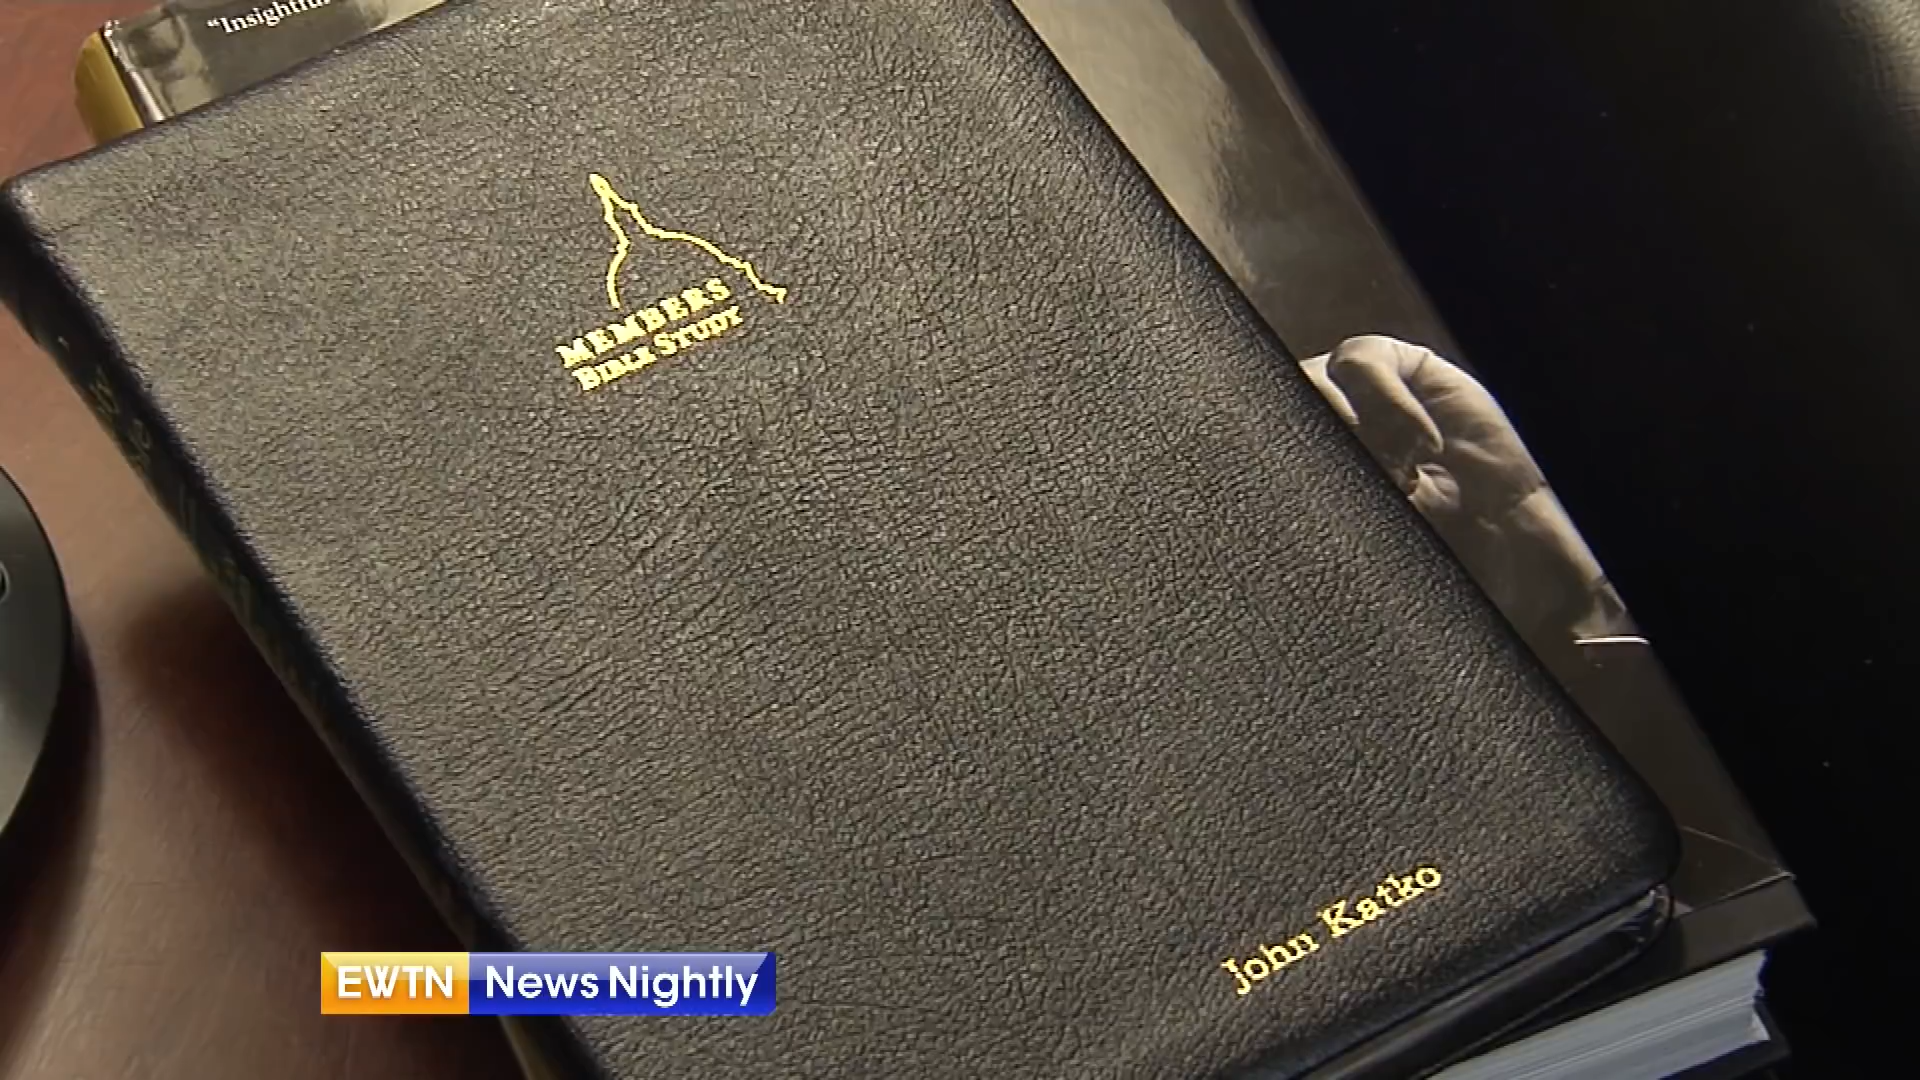 "Insightful
MEMBERS
BIBLE STUDY
John Katko
EWTN News Nightly